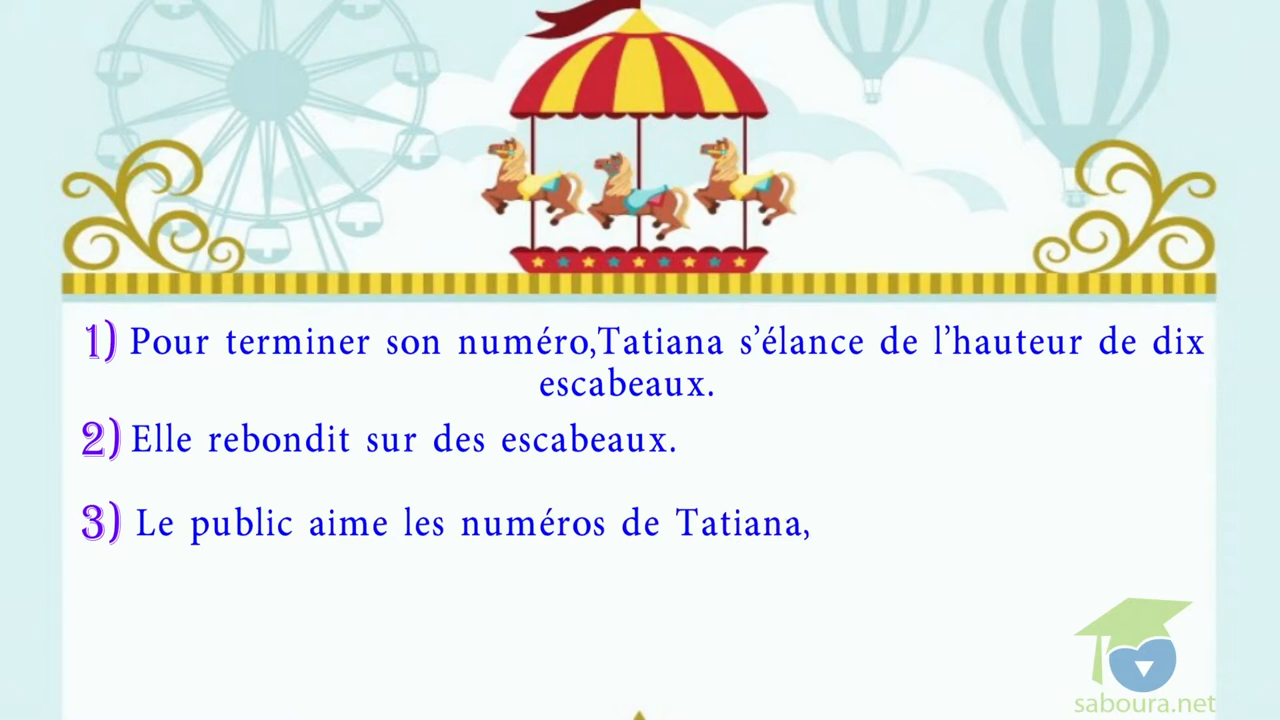 1) Pour terminer son numéro,Tatiana s’élance de l’hauteur de dix
escabeaux.
2) Elle rebondit sur des escabeaux.
3) Le public aime les numéros de Tatiana,
saboura.net